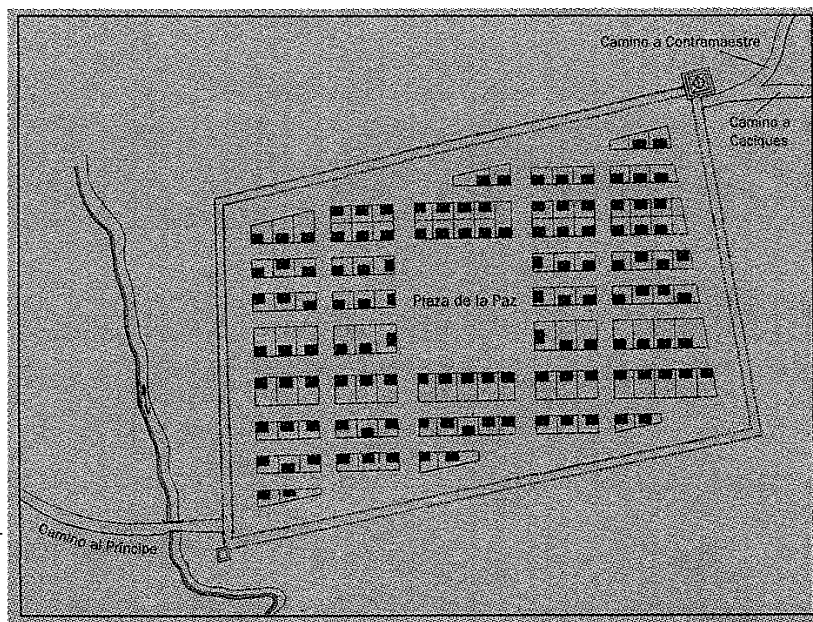 Camino a Contramaestre
Camino a
Caciques
Plaza de la Paz
Camino al Príncipe